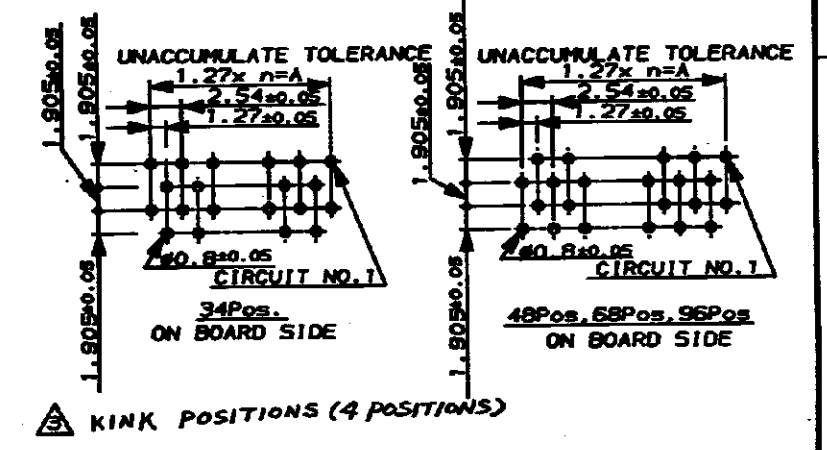 UNACCUMULATE TOLERANCE
1.27x n=A
2.54±0.05
1.27±0.05
1.905±0.05
1.905±0.05
1.905±0.05
ø0.8±0.05
CIRCUIT NO.1
34Pos.
ON BOARD SIDE
UNACCUMULATE TOLERANCE
1.27x n=A
2.54±0.05
1.27±0.05
1.905±0.05
1.905±0.05
1.905±0.05
ø0.8±0.05
CIRCUIT NO.1
48Pos,68Pos,96Pos
ON BOARD SIDE
3 KINK POSITIONS (4 POSITIONS)